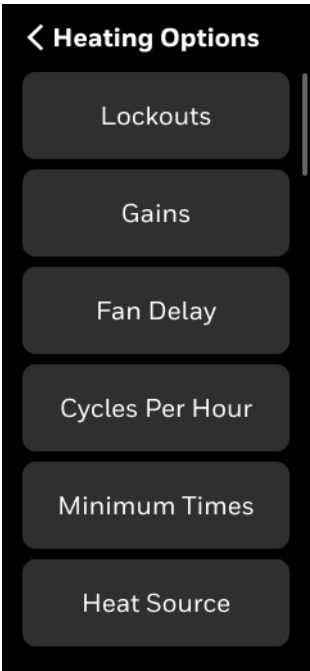 Heating Options
Lockouts
Gains
Fan Delay
Cycles Per Hour
Minimum Times
Heat Source